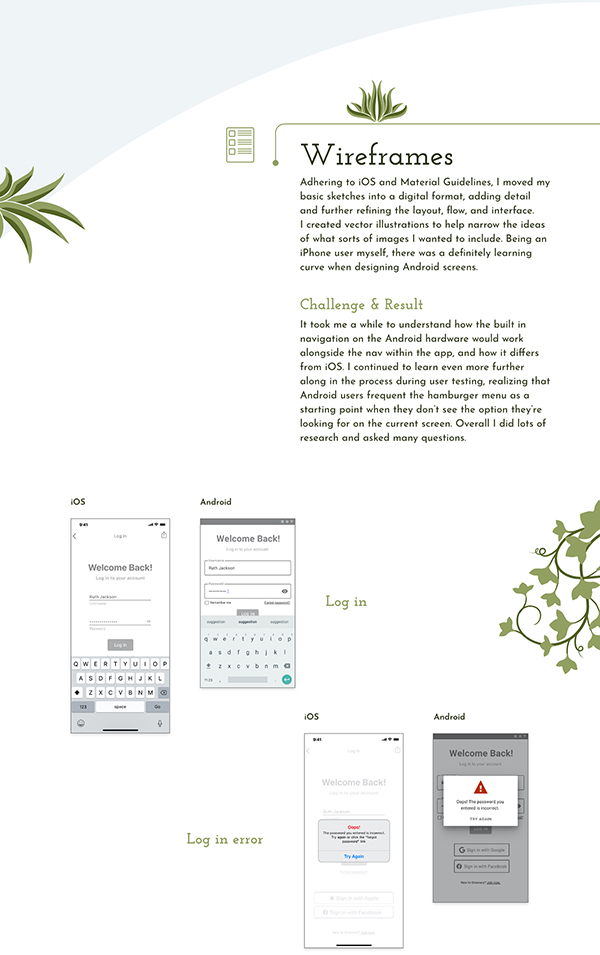 Wireframes
Adhering to iOS and Material Guidelines, I moved my
basic sketches into a digital format, adding detail
and further refining the layout, flow, and interface.
I created vector illustrations to help narrow the ideas
of what sorts of images I wanted to include. Being an
iPhone user myself, there was a definitely learning
curve when designing Android screens.
Challenge & Result
It took me a while to understand how the built in
navigation on the Android hardware would work
alongside the nav within the app, and how it differs
from iOS. I continued to learn even more further
along in the process during user testing, realizing that
Android users frequent the hamburger menu as a
starting point when they don't see the option they're
looking for on the current screen. Overall I did lots of
research and asked many questions.
iOS
9:41
Log in
Welcome Back!
Log in to your account
Ruth Jackson
Username
Password
Log in
Q W E R T Y U I O P
A S D F G H J K L
Z X C V B N M
123 space Go
Android
Welcome Back!
Log in to your account
Username
Ruth Jackson
Password
Remember me Forgot password?
LOG IN
suggestion suggestion suggestion
q w e r t y u i o p
a s d f g h j k l
z x c v b n m
?123 , .
Log in
iOS
9:41
Log in
Welcome Back!
Log in to your account
Ruth Jackson
Oops!
The password you entered is incorrect.
Try again or click the "forgot
password" link
Try Again
Sign in with Google
Sign in with Facebook
Android
Welcome Back!
Log in to your account
Oops! The password you
entered is incorrect.
TRY AGAIN
LOG IN
Sign in with Google
Sign in with Facebook
Join now.
Log in error